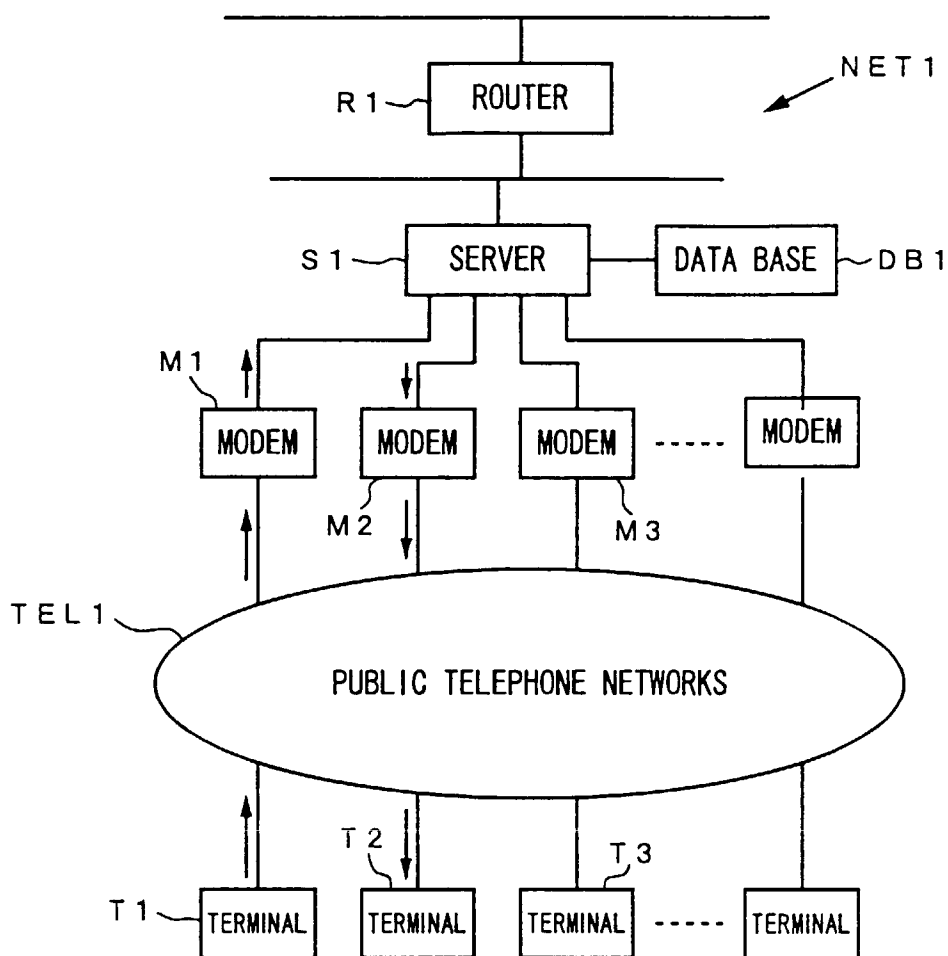 NET1
R1 ROUTER
S1 SERVER DATA BASE DB1
M1
MODEM MODEM MODEM MODEM
M2 M3
TEL1
PUBLIC TELEPHONE NETWORKS
T2 T3
T1 TERMINAL TERMINAL TERMINAL TERMINAL